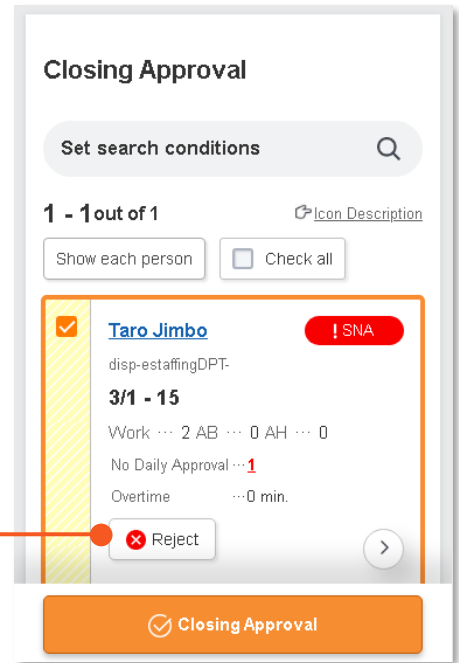 Closing Approval
Set search conditions
1 - 1 out of 1 Icon Description
Show each person Check all
Taro Jimbo ! SNA
disp-estaffingDPT-
3/1 - 15
Work ··· 2 AB ··· 0 AH ··· 0
No Daily Approval ··· 1
Overtime ···0 min.
Reject
Closing Approval